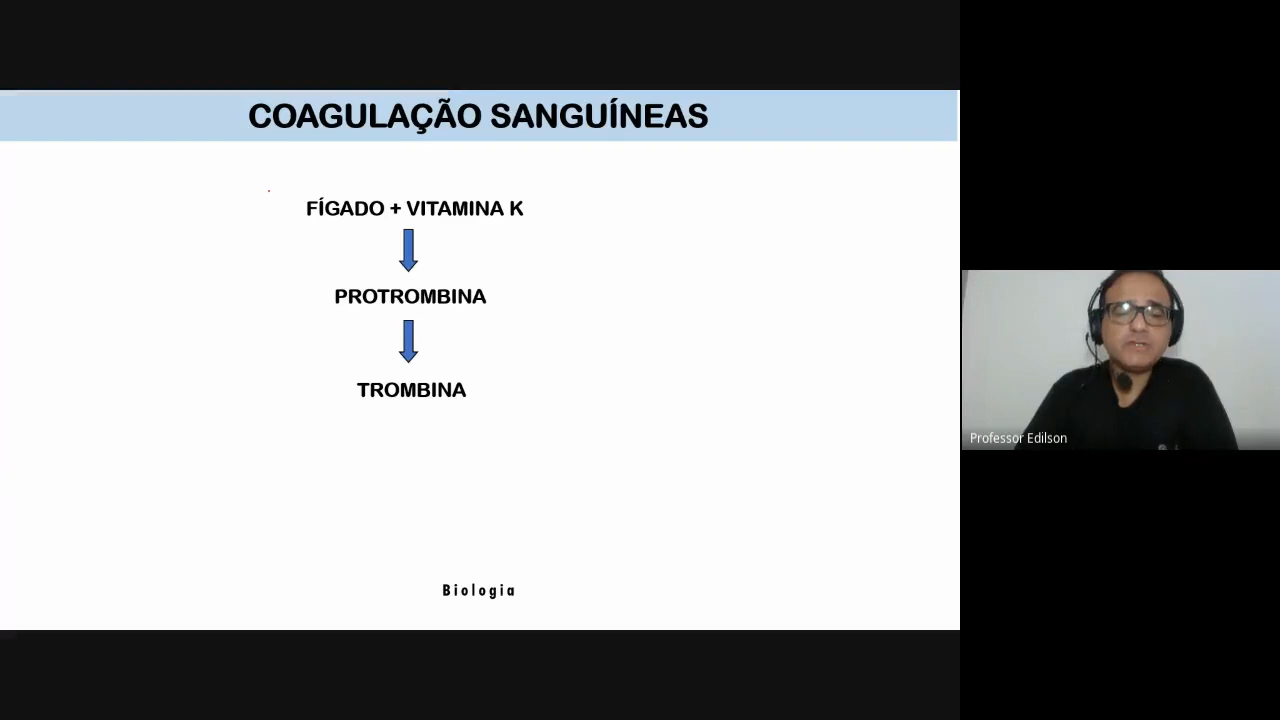 COAGULAÇÃO SANGUÍNEAS
FÍGADO + VITAMINA K
PROTROMBINA
TROMBINA
Biologia
Professor Edilson